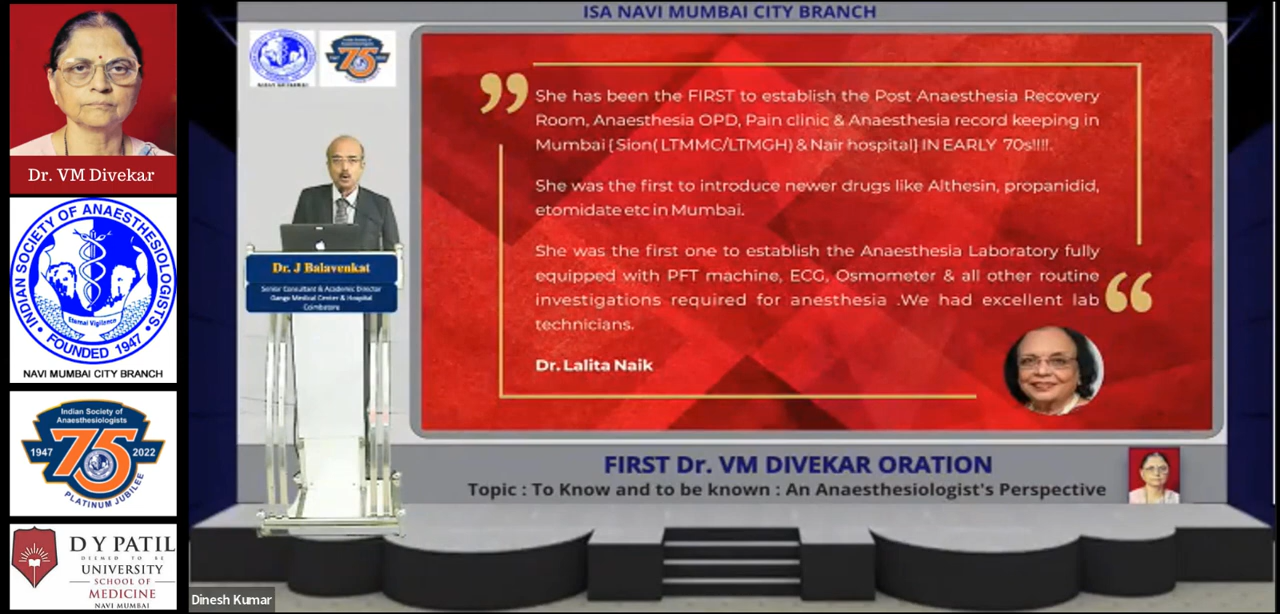 Dr. VM Divekar
INDIAN SOCIETY OF ANAESTHESIOLOGISTS
Eternal Vigilance
FOUNDED 1947
NAVI MUMBAI CITY BRANCH
Indian Society of
Anaesthesiologists
1947 75 2022
PLATINUM JUBILEE
D Y PATIL
DEEMED TO BE
UNIVERSITY
SCHOOL OF
MEDICINE
NAVI MUMBAI
ISA NAVI MUMBAI CITY BRANCH
75
Dr. J Balavenkat
Senior Consultant & Academic Director
Ganga Medical Center & Hospital
Coimbatore
She has been the FIRST to establish the Post Anaesthesia Recovery
Room, Anaesthesia OPD, Pain clinic & Anaesthesia record keeping in
Mumbai [ Sion( LTMMC/LTMGH) & Nair hospital] IN EARLY 70s!!!!.
She was the first to introduce newer drugs like Althesin, propanidid,
etomidate etc in Mumbai.
She was the first one to establish the Anaesthesia Laboratory fully
equipped with PFT machine, ECG, Osmometer & all other routine
investigations required for anesthesia .We had excellent lab
technicians.
Dr. Lalita Naik
FIRST Dr. VM DIVEKAR ORATION
Topic : To Know and to be known : An Anaesthesiologist's Perspective
Dinesh Kumar